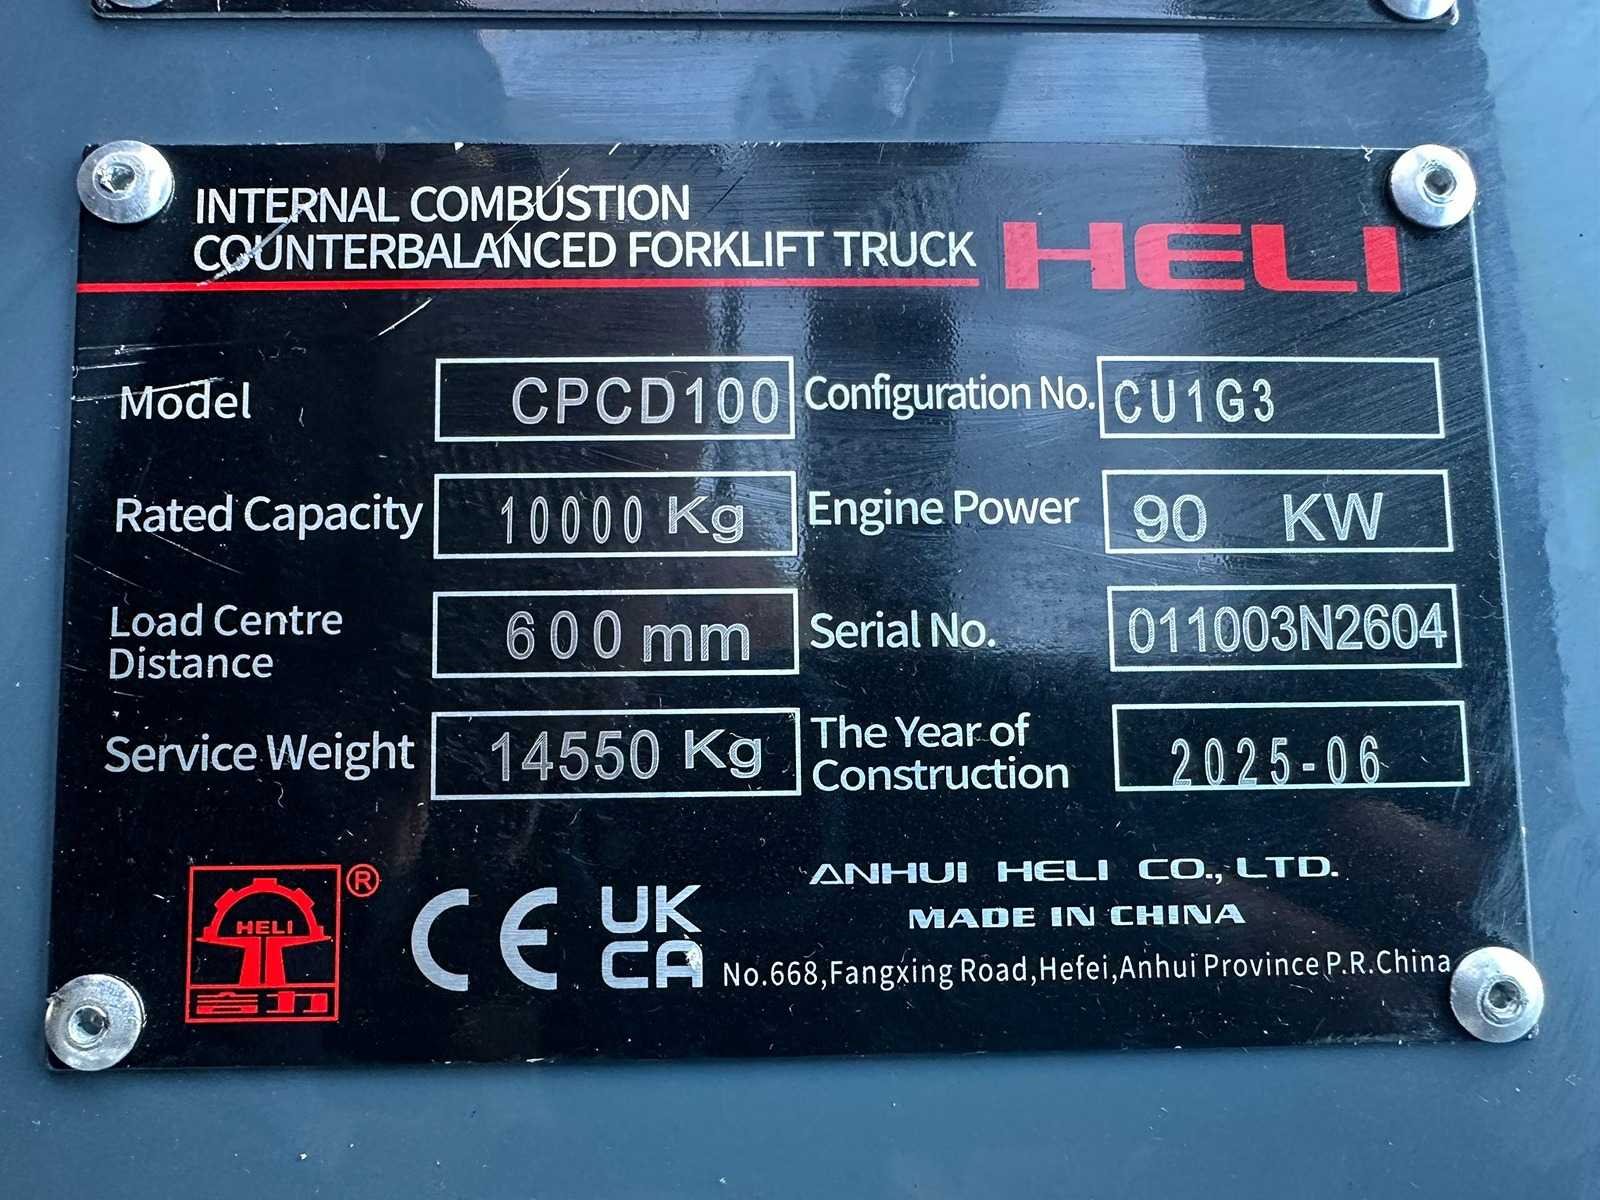 INTERNAL COMBUSTION
COUNTERBALANCED FORKLIFT TRUCK
HELI
Model CPCD100 Configuration No. CU1G3
Rated Capacity 10000 Kg Engine Power 90 KW
Load Centre
Distance 600 mm Serial No. 011003N2604
Service Weight 14550 Kg The Year of
Construction 2025-06
HELI
合力
®
CE
UK
CA
ANHUI HELI CO., LTD.
MADE IN CHINA
No.668,Fangxing Road,Hefei,Anhui Province P.R.China